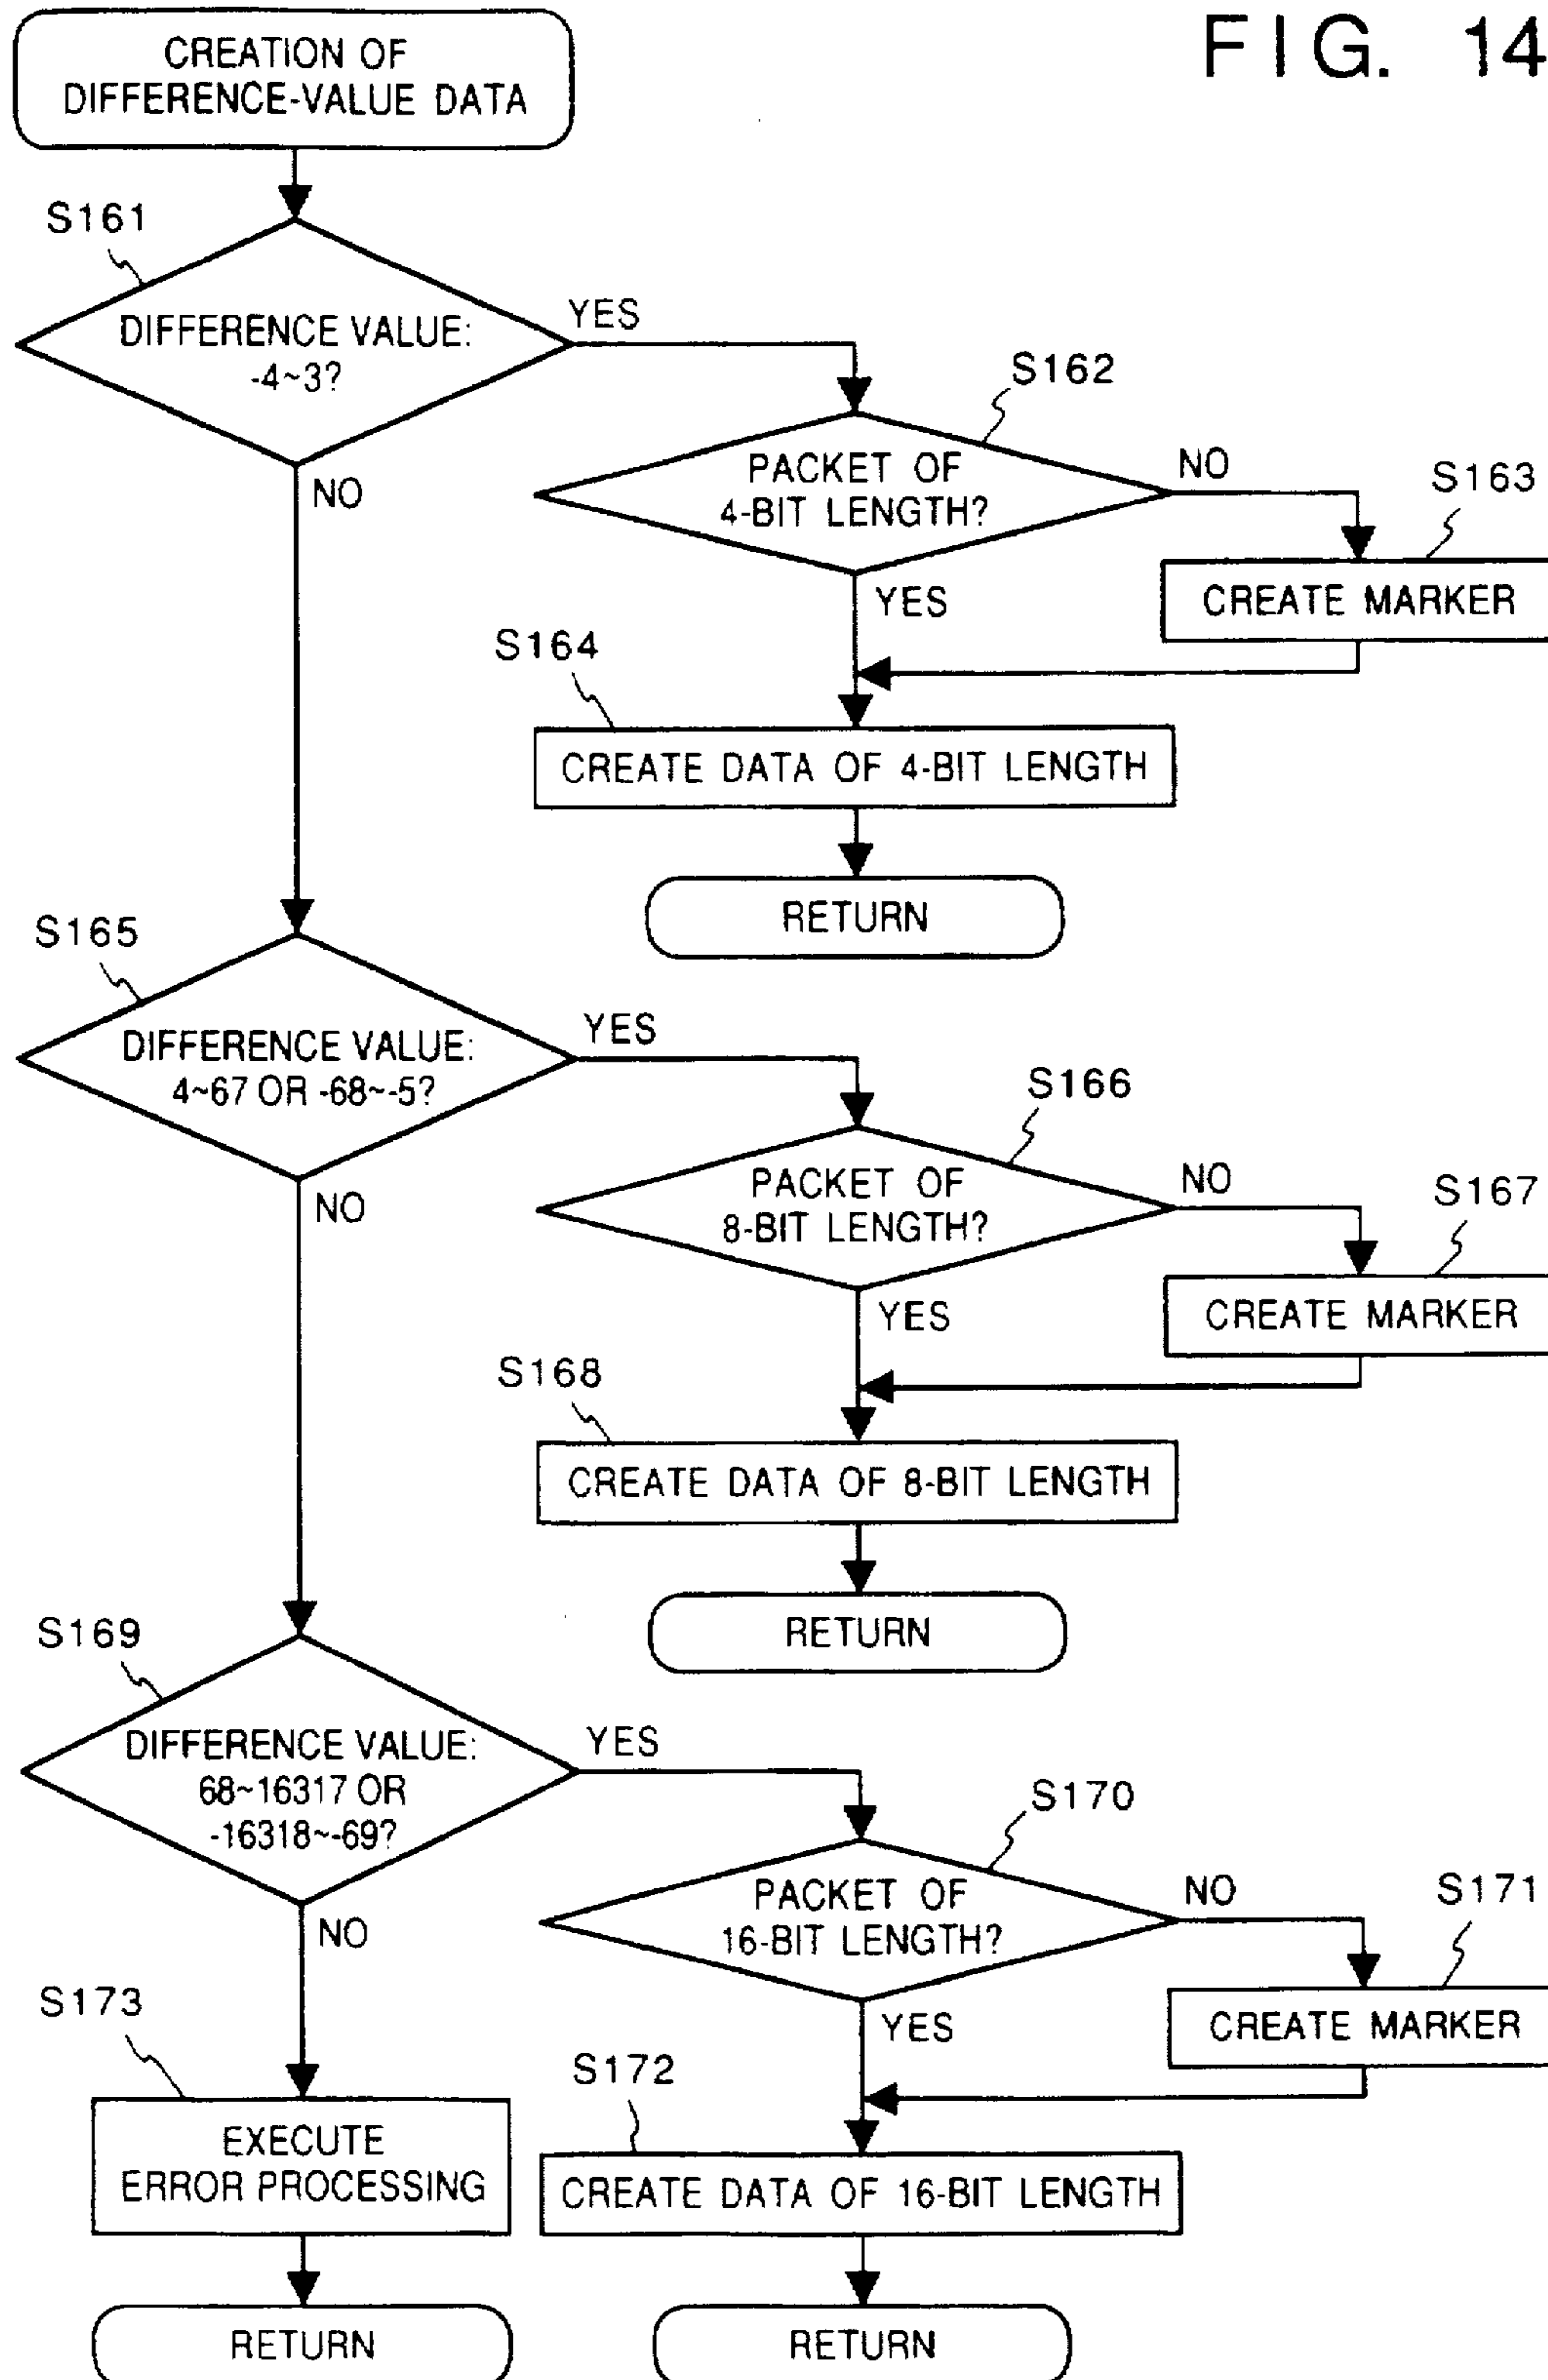 FIG. 14
CREATION OF
DIFFERENCE-VALUE DATA
S161
DIFFERENCE VALUE:
-4~3?
YES
NO
S162
PACKET OF
4-BIT LENGTH?
NO
YES
S163
CREATE MARKER
S164
CREATE DATA OF 4-BIT LENGTH
RETURN
S165
DIFFERENCE VALUE:
4~67 OR -68~-5?
YES
NO
S166
PACKET OF
8-BIT LENGTH?
NO
YES
S167
CREATE MARKER
S168
CREATE DATA OF 8-BIT LENGTH
RETURN
S169
DIFFERENCE VALUE:
68~16317 OR
-16318~-69?
YES
NO
S170
PACKET OF
16-BIT LENGTH?
NO
YES
S171
CREATE MARKER
S172
CREATE DATA OF 16-BIT LENGTH
RETURN
S173
EXECUTE
ERROR PROCESSING
RETURN